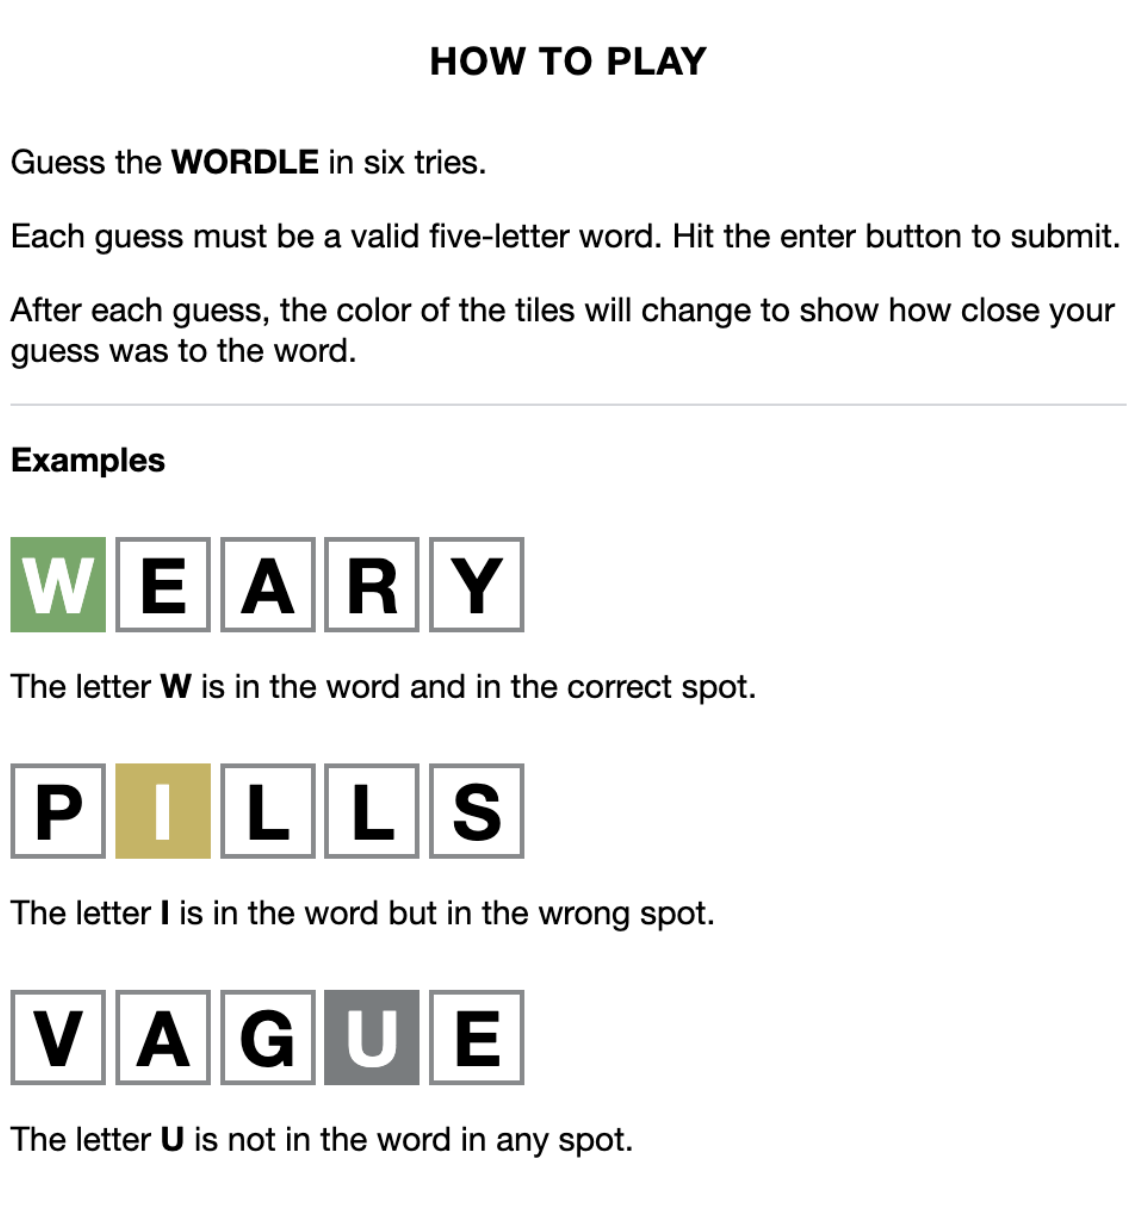 HOW TO PLAY
Guess the WORDLE in six tries.
Each guess must be a valid five-letter word. Hit the enter button to submit.
After each guess, the color of the tiles will change to show how close your
guess was to the word.
Examples
W E A R Y
The letter W is in the word and in the correct spot.
P I L L S
The letter I is in the word but in the wrong spot.
V A G U E
The letter U is not in the word in any spot.